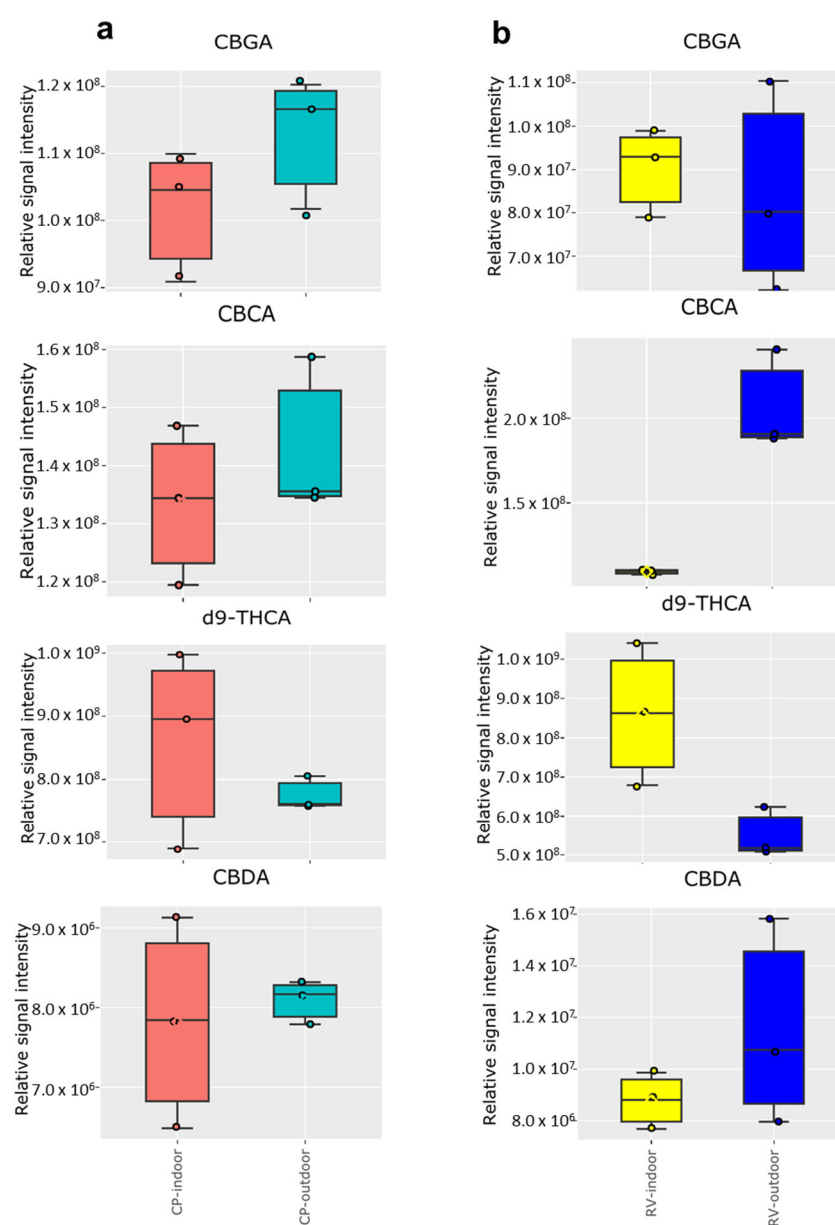 a
CBGA
Relative signal intensity
1.2 x 10⁸
1.1 x 10⁸
1.0 x 10⁸
9.0 x 10⁷
CBCA
Relative signal intensity
1.6 x 10⁸
1.5 x 10⁸
1.4 x 10⁸
1.3 x 10⁸
1.2 x 10⁸
d9-THCA
Relative signal intensity
1.0 x 10⁹
9.0 x 10⁸
8.0 x 10⁸
7.0 x 10⁸
CBDA
Relative signal intensity
9.0 x 10⁶
8.0 x 10⁶
7.0 x 10⁶
CP-indoor
CP-outdoor
b
CBGA
Relative signal intensity
1.1 x 10⁸
1.0 x 10⁸
9.0 x 10⁷
8.0 x 10⁷
7.0 x 10⁷
CBCA
Relative signal intensity
2.0 x 10⁸
1.5 x 10⁸
d9-THCA
Relative signal intensity
1.0 x 10⁹
9.0 x 10⁸
8.0 x 10⁸
7.0 x 10⁸
6.0 x 10⁸
5.0 x 10⁸
CBDA
Relative signal intensity
1.6 x 10⁷
1.4 x 10⁷
1.2 x 10⁷
1.0 x 10⁷
8.0 x 10⁶
RV-indoor
RV-outdoor